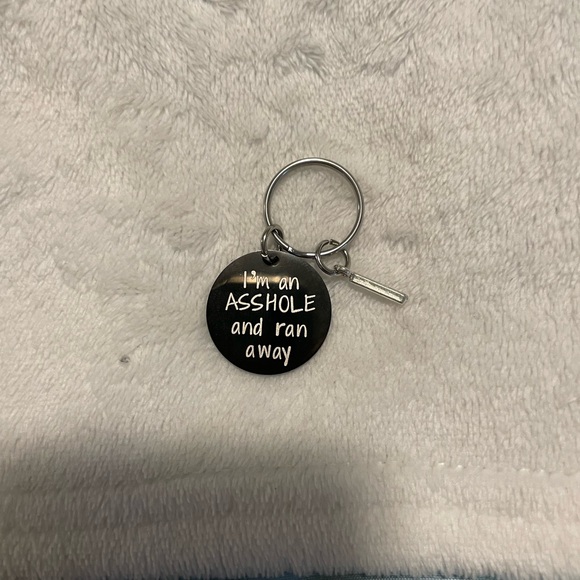 I'm an
ASSHOLE
and ran
away